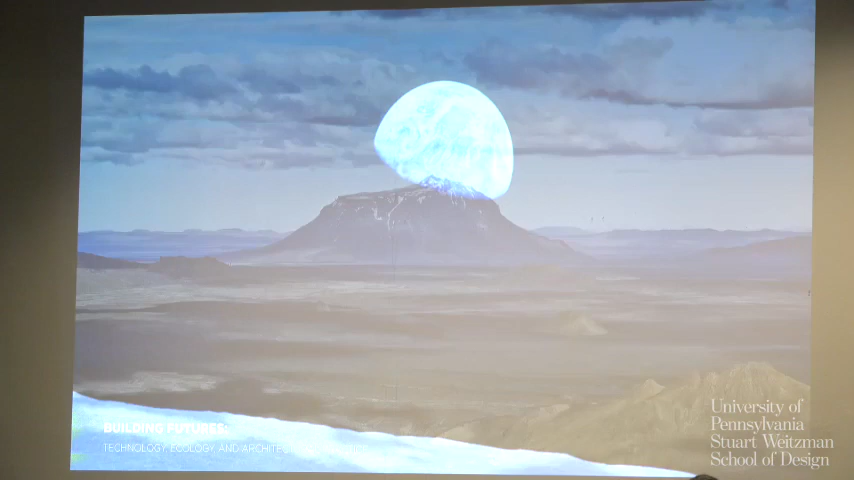 BUILDING FUTURES:
TECHNOLOGY, ECOLOGY, AND
University of
Pennsylvania
Stuart Weitzman
School of Design